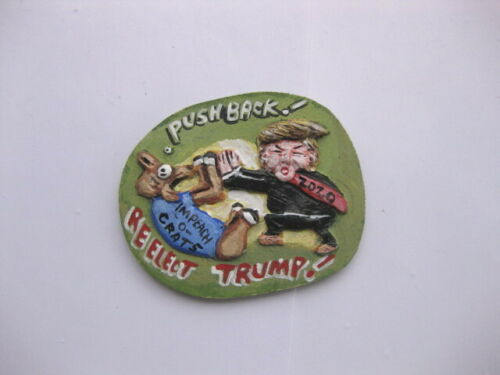 PUSH BACK!
2020
IMPEACH
-O-
CRATS
RE ELECT TRUMP!